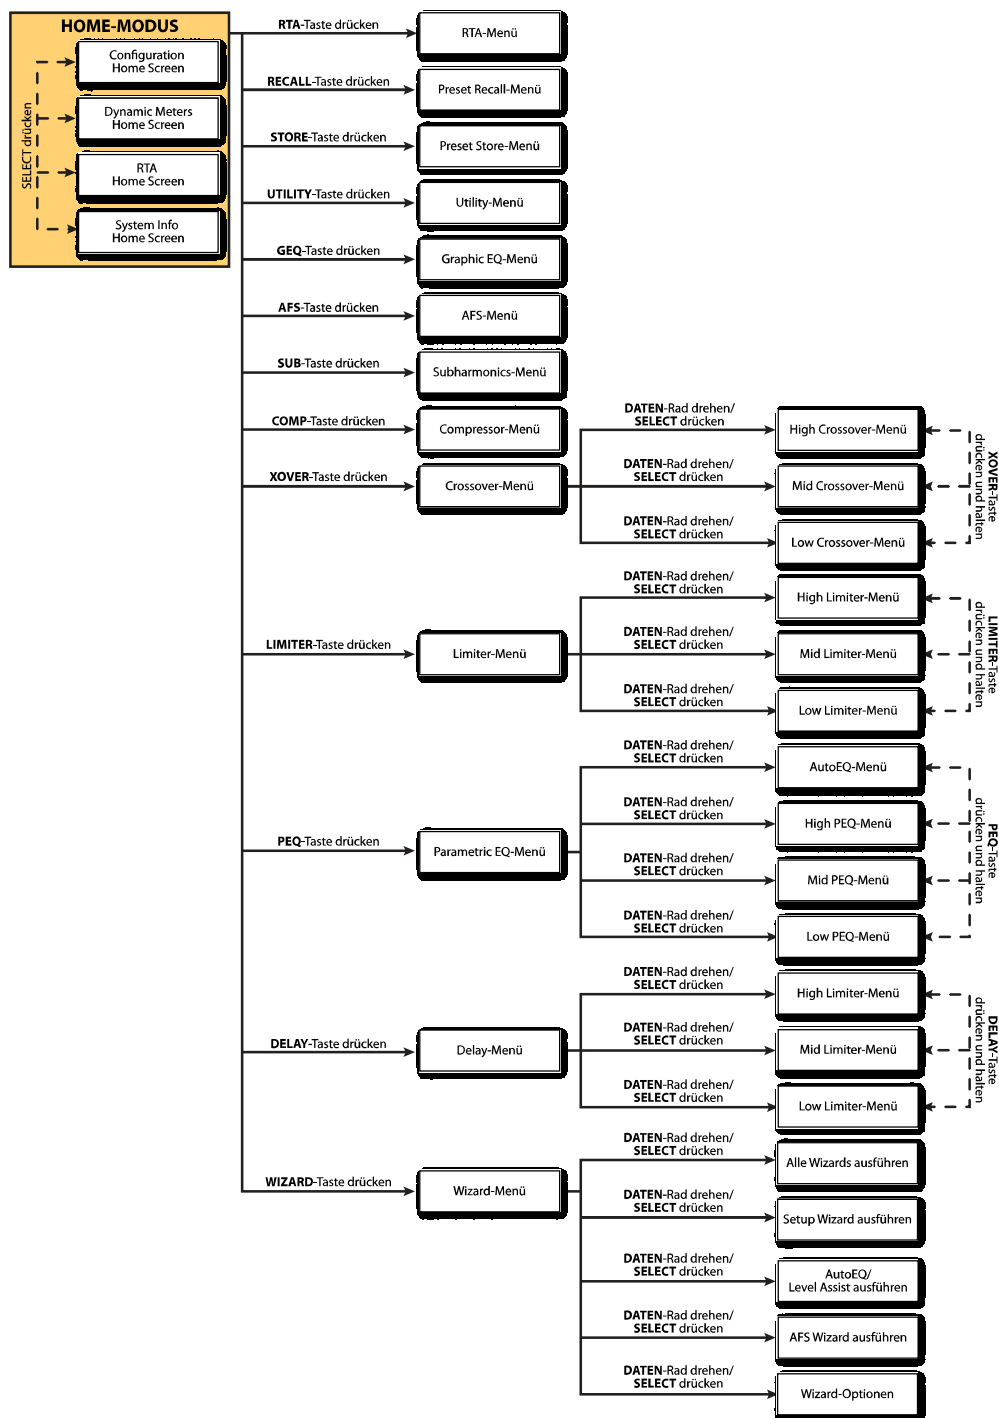 HOME-MODUS
SELECT drücken
Configuration
Home Screen
Dynamic Meters
Home Screen
RTA
Home Screen
System Info
Home Screen
RTA-Taste drücken
RTA-Menü
RECALL-Taste drücken
Preset Recall-Menü
STORE-Taste drücken
Preset Store-Menü
UTILITY-Taste drücken
Utility-Menü
GEQ-Taste drücken
Graphic EQ-Menü
AFS-Taste drücken
AFS-Menü
SUB-Taste drücken
Subharmonics-Menü
COMP-Taste drücken
Compressor-Menü
XOVER-Taste drücken
Crossover-Menü
DATEN-Rad drehen/
SELECT drücken
High Crossover-Menü
DATEN-Rad drehen/
SELECT drücken
Mid Crossover-Menü
DATEN-Rad drehen/
SELECT drücken
Low Crossover-Menü
XOVER-Taste
drücken und halten
LIMITER-Taste drücken
Limiter-Menü
DATEN-Rad drehen/
SELECT drücken
High Limiter-Menü
DATEN-Rad drehen/
SELECT drücken
Mid Limiter-Menü
DATEN-Rad drehen/
SELECT drücken
Low Limiter-Menü
LIMITER-Taste
drücken und halten
PEQ-Taste drücken
Parametric EQ-Menü
DATEN-Rad drehen/
SELECT drücken
AutoEQ-Menü
DATEN-Rad drehen/
SELECT drücken
High PEQ-Menü
DATEN-Rad drehen/
SELECT drücken
Mid PEQ-Menü
DATEN-Rad drehen/
SELECT drücken
Low PEQ-Menü
PEQ-Taste
drücken und halten
DELAY-Taste drücken
Delay-Menü
DATEN-Rad drehen/
SELECT drücken
High Limiter-Menü
DATEN-Rad drehen/
SELECT drücken
Mid Limiter-Menü
DATEN-Rad drehen/
SELECT drücken
Low Limiter-Menü
DELAY-Taste
drücken und halten
WIZARD-Taste drücken
Wizard-Menü
DATEN-Rad drehen/
SELECT drücken
Alle Wizards ausführen
DATEN-Rad drehen/
SELECT drücken
Setup Wizard ausführen
DATEN-Rad drehen/
SELECT drücken
AutoEQ/
Level Assist ausführen
DATEN-Rad drehen/
SELECT drücken
AFS Wizard ausführen
DATEN-Rad drehen/
SELECT drücken
Wizard-Optionen